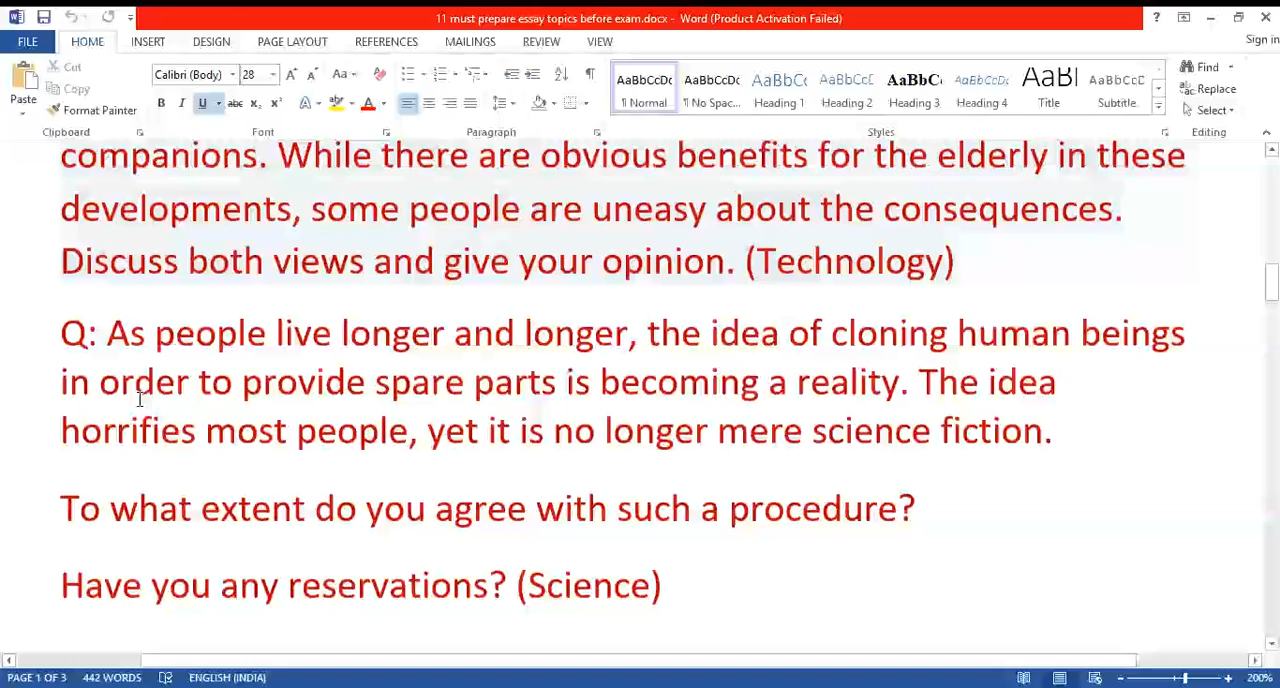 11 must prepare essay topics before exam.docx - Word (Product Activation Failed)
FILE HOME INSERT DESIGN PAGE LAYOUT REFERENCES MAILINGS REVIEW VIEW Sign in
Cut
Copy
Format Painter
Paste
Clipboard
Calibri (Body) 28
Font
Paragraph
AaBbCcDc AaBbCcDc AaBbCc AaBbCcC AaBbC AaBbCcDc AaBl AaBbCcC
¶ Normal ¶ No Spac... Heading 1 Heading 2 Heading 3 Heading 4 Title Subtitle
Styles
Find
Replace
Select
Editing
companions. While there are obvious benefits for the elderly in these
developments, some people are uneasy about the consequences.
Discuss both views and give your opinion. (Technology)
Q: As people live longer and longer, the idea of cloning human beings
in order to provide spare parts is becoming a reality. The idea
horrifies most people, yet it is no longer mere science fiction.
To what extent do you agree with such a procedure?
Have you any reservations? (Science)
PAGE 1 OF 3 442 WORDS ENGLISH (INDIA) 200%